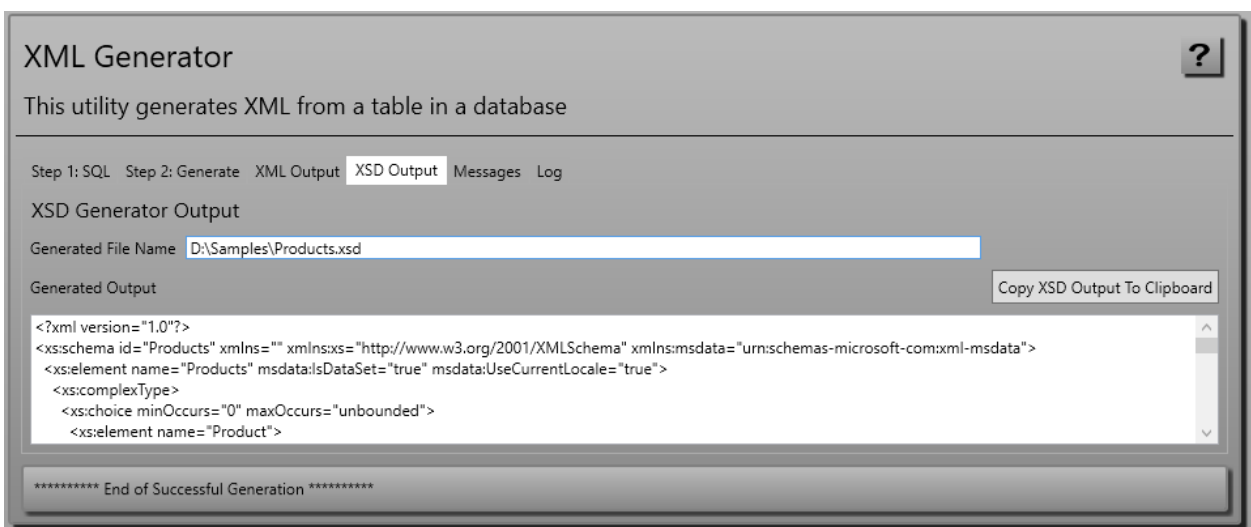 XML Generator
?
This utility generates XML from a table in a database
Step 1: SQL Step 2: Generate XML Output XSD Output Messages Log
XSD Generator Output
Generated File Name D:\Samples\Products.xsd
Generated Output Copy XSD Output To Clipboard
<?xml version="1.0"?>
<xs:schema id="Products" xmlns="" xmlns:xs="http://www.w3.org/2001/XMLSchema" xmlns:msdata="urn:schemas-microsoft-com:xml-msdata">
<xs:element name="Products" msdata:IsDataSet="true" msdata:UseCurrentLocale="true">
<xs:complexType>
<xs:choice minOccurs="0" maxOccurs="unbounded">
<xs:element name="Product">
********** End of Successful Generation **********